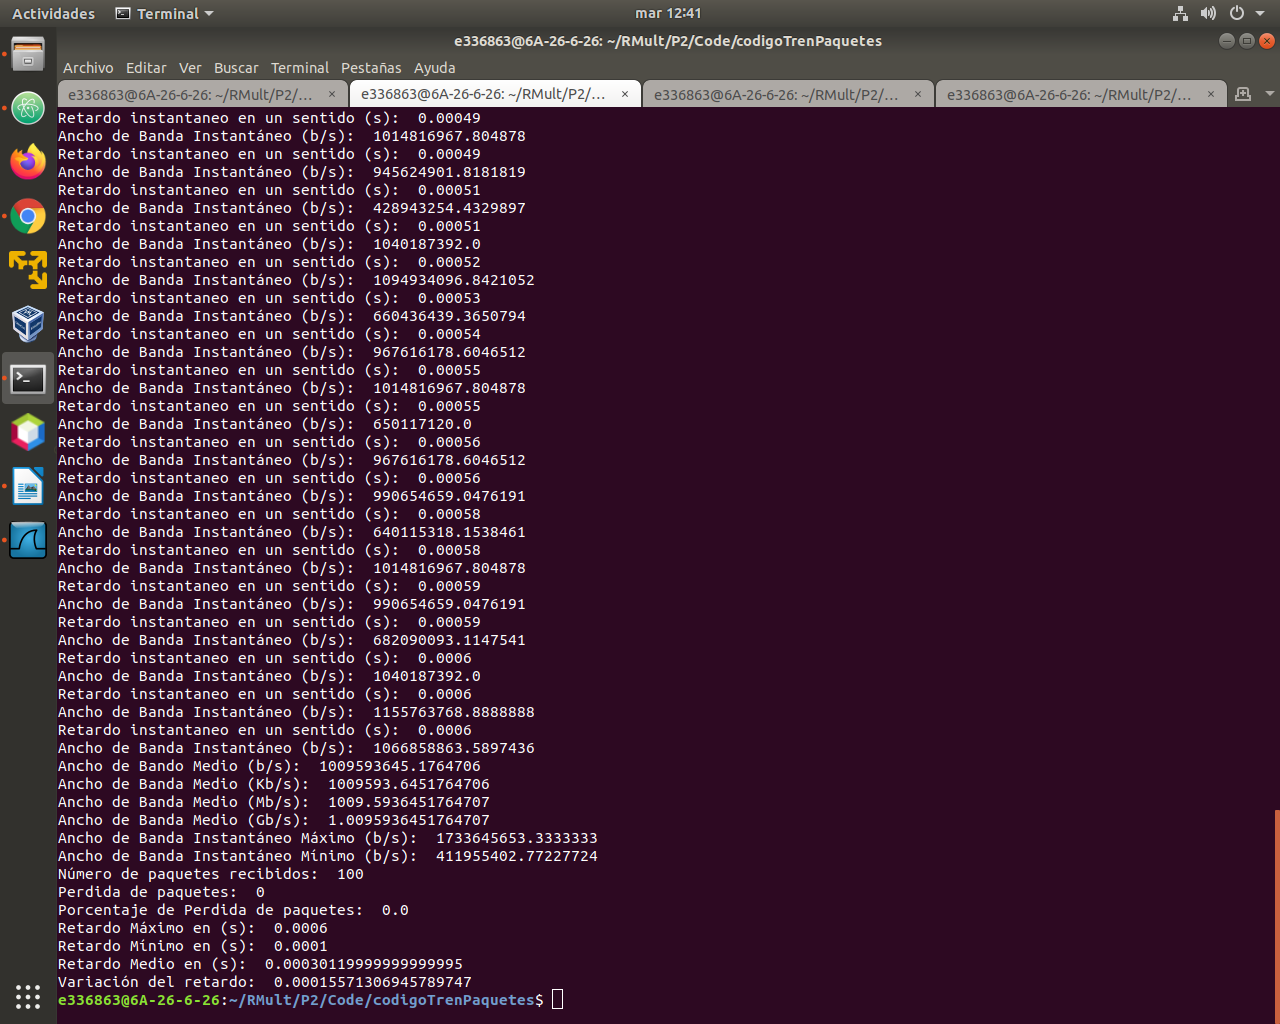 Actividades Terminal mar 12:41
e336863@6A-26-6-26: ~/RMult/P2/Code/codigoTrenPaquetes
Archivo Editar Ver Buscar Terminal Pestañas Ayuda
e336863@6A-26-6-26: ~/RMult/P2/... × e336863@6A-26-6-26: ~/RMult/P2/... × e336863@6A-26-6-26: ~/RMult/P2/... × e336863@6A-26-6-26: ~/RMult/P2/... ×
Retardo instantaneo en un sentido (s):  0.00049
Ancho de Banda Instantáneo (b/s):  1014816967.804878
Retardo instantaneo en un sentido (s):  0.00049
Ancho de Banda Instantáneo (b/s):  945624901.8181819
Retardo instantaneo en un sentido (s):  0.00051
Ancho de Banda Instantáneo (b/s):  428943254.4329897
Retardo instantaneo en un sentido (s):  0.00051
Ancho de Banda Instantáneo (b/s):  1040187392.0
Retardo instantaneo en un sentido (s):  0.00052
Ancho de Banda Instantáneo (b/s):  1094934096.8421052
Retardo instantaneo en un sentido (s):  0.00053
Ancho de Banda Instantáneo (b/s):  660436439.3650794
Retardo instantaneo en un sentido (s):  0.00054
Ancho de Banda Instantáneo (b/s):  967616178.6046512
Retardo instantaneo en un sentido (s):  0.00055
Ancho de Banda Instantáneo (b/s):  1014816967.804878
Retardo instantaneo en un sentido (s):  0.00055
Ancho de Banda Instantáneo (b/s):  650117120.0
Retardo instantaneo en un sentido (s):  0.00056
Ancho de Banda Instantáneo (b/s):  967616178.6046512
Retardo instantaneo en un sentido (s):  0.00056
Ancho de Banda Instantáneo (b/s):  990654659.0476191
Retardo instantaneo en un sentido (s):  0.00058
Ancho de Banda Instantáneo (b/s):  640115318.1538461
Retardo instantaneo en un sentido (s):  0.00058
Ancho de Banda Instantáneo (b/s):  1014816967.804878
Retardo instantaneo en un sentido (s):  0.00059
Ancho de Banda Instantáneo (b/s):  990654659.0476191
Retardo instantaneo en un sentido (s):  0.00059
Ancho de Banda Instantáneo (b/s):  682090093.1147541
Retardo instantaneo en un sentido (s):  0.0006
Ancho de Banda Instantáneo (b/s):  1040187392.0
Retardo instantaneo en un sentido (s):  0.0006
Ancho de Banda Instantáneo (b/s):  1155763768.8888888
Retardo instantaneo en un sentido (s):  0.0006
Ancho de Banda Instantáneo (b/s):  1066858863.5897436
Ancho de Bando Medio (b/s):  1009593645.1764706
Ancho de Banda Medio (Kb/s):  1009593.6451764706
Ancho de Banda Medio (Mb/s):  1009.5936451764707
Ancho de Banda Medio (Gb/s):  1.0095936451764707
Ancho de Banda Instantáneo Máximo (b/s):  1733645653.3333333
Ancho de Banda Instantáneo Mínimo (b/s):  411955402.77227724
Número de paquetes recibidos:  100
Perdida de paquetes:  0
Porcentaje de Perdida de paquetes:  0.0
Retardo Máximo en (s):  0.0006
Retardo Mínimo en (s):  0.0001
Retardo Medio en (s):  0.00030119999999999995
Variación del retardo:  0.00015571306945789747
e336863@6A-26-6-26:~/RMult/P2/Code/codigoTrenPaquetes$